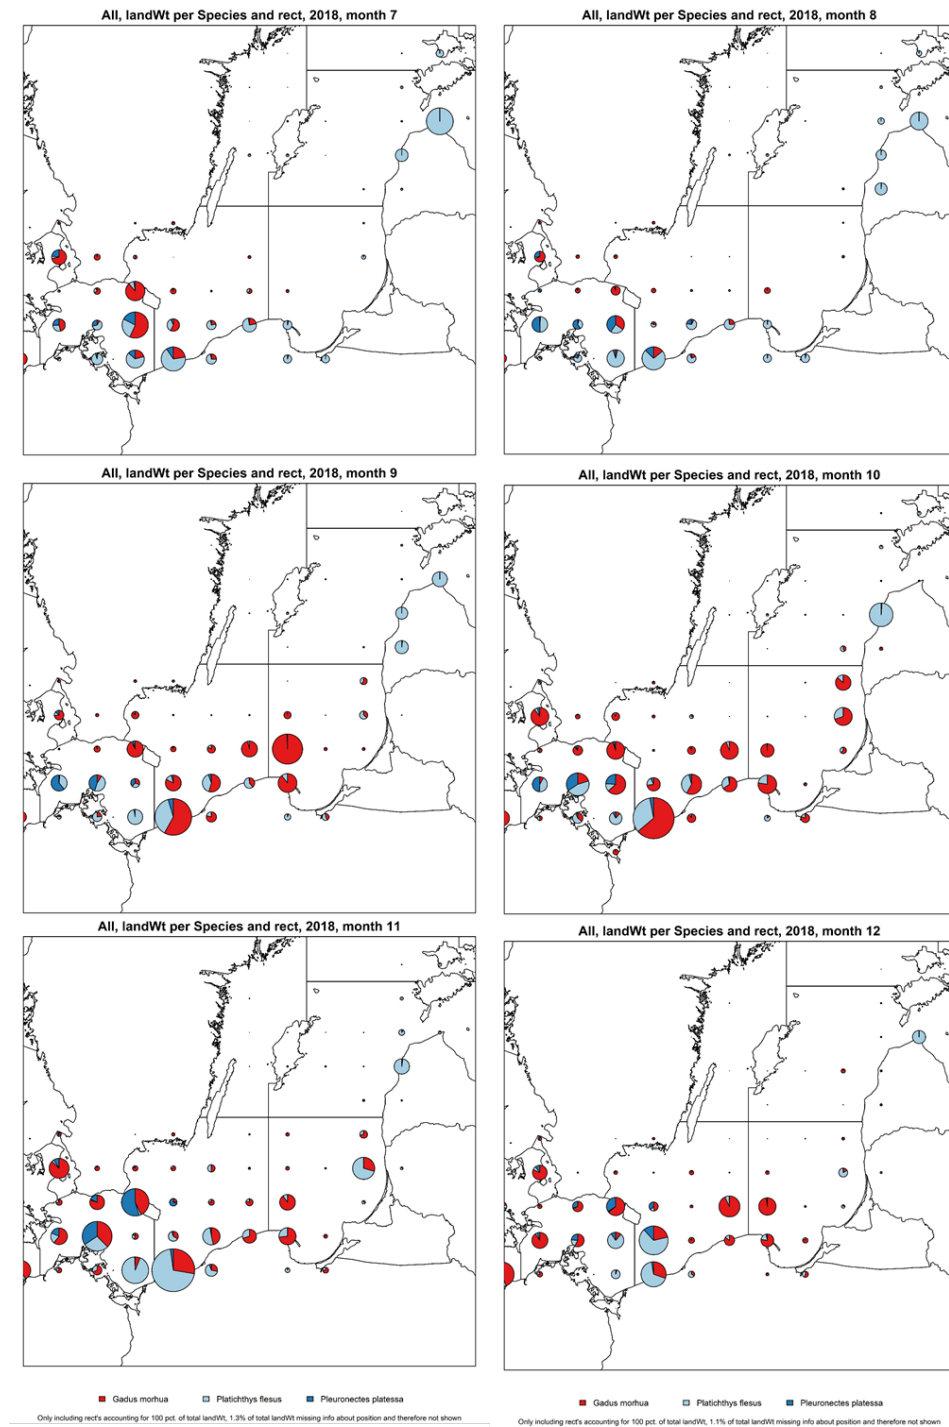 All, landWt per Species and rect, 2018, month 7
All, landWt per Species and rect, 2018, month 8
All, landWt per Species and rect, 2018, month 9
All, landWt per Species and rect, 2018, month 10
All, landWt per Species and rect, 2018, month 11
All, landWt per Species and rect, 2018, month 12
Gadus morhua Platichthys flesus Pleuronectes platessa
Only including rect's accounting for 100 pct. of total landWt, 1.3% of total landWt missing info about position and therefore not shown
Gadus morhua Platichthys flesus Pleuronectes platessa
Only including rect's accounting for 100 pct. of total landWt, 1.1% of total landWt missing info about position and therefore not shown